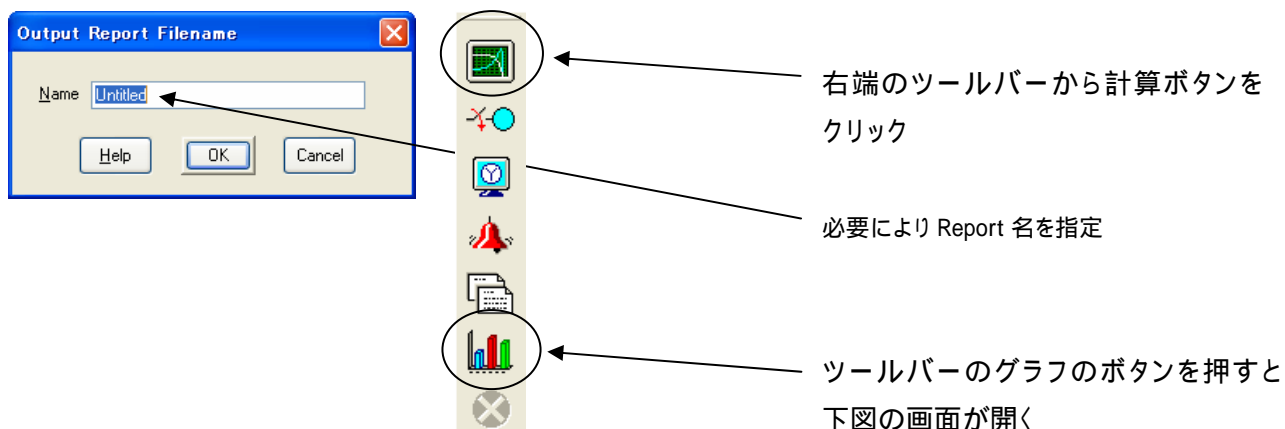 Output Report Filename
Name Untitled
Help OK Cancel
右端のツールバーから計算ボタンを
クリック
必要により Report 名を指定
ツールバーのグラフのボタンを押すと
下図の画面が開く